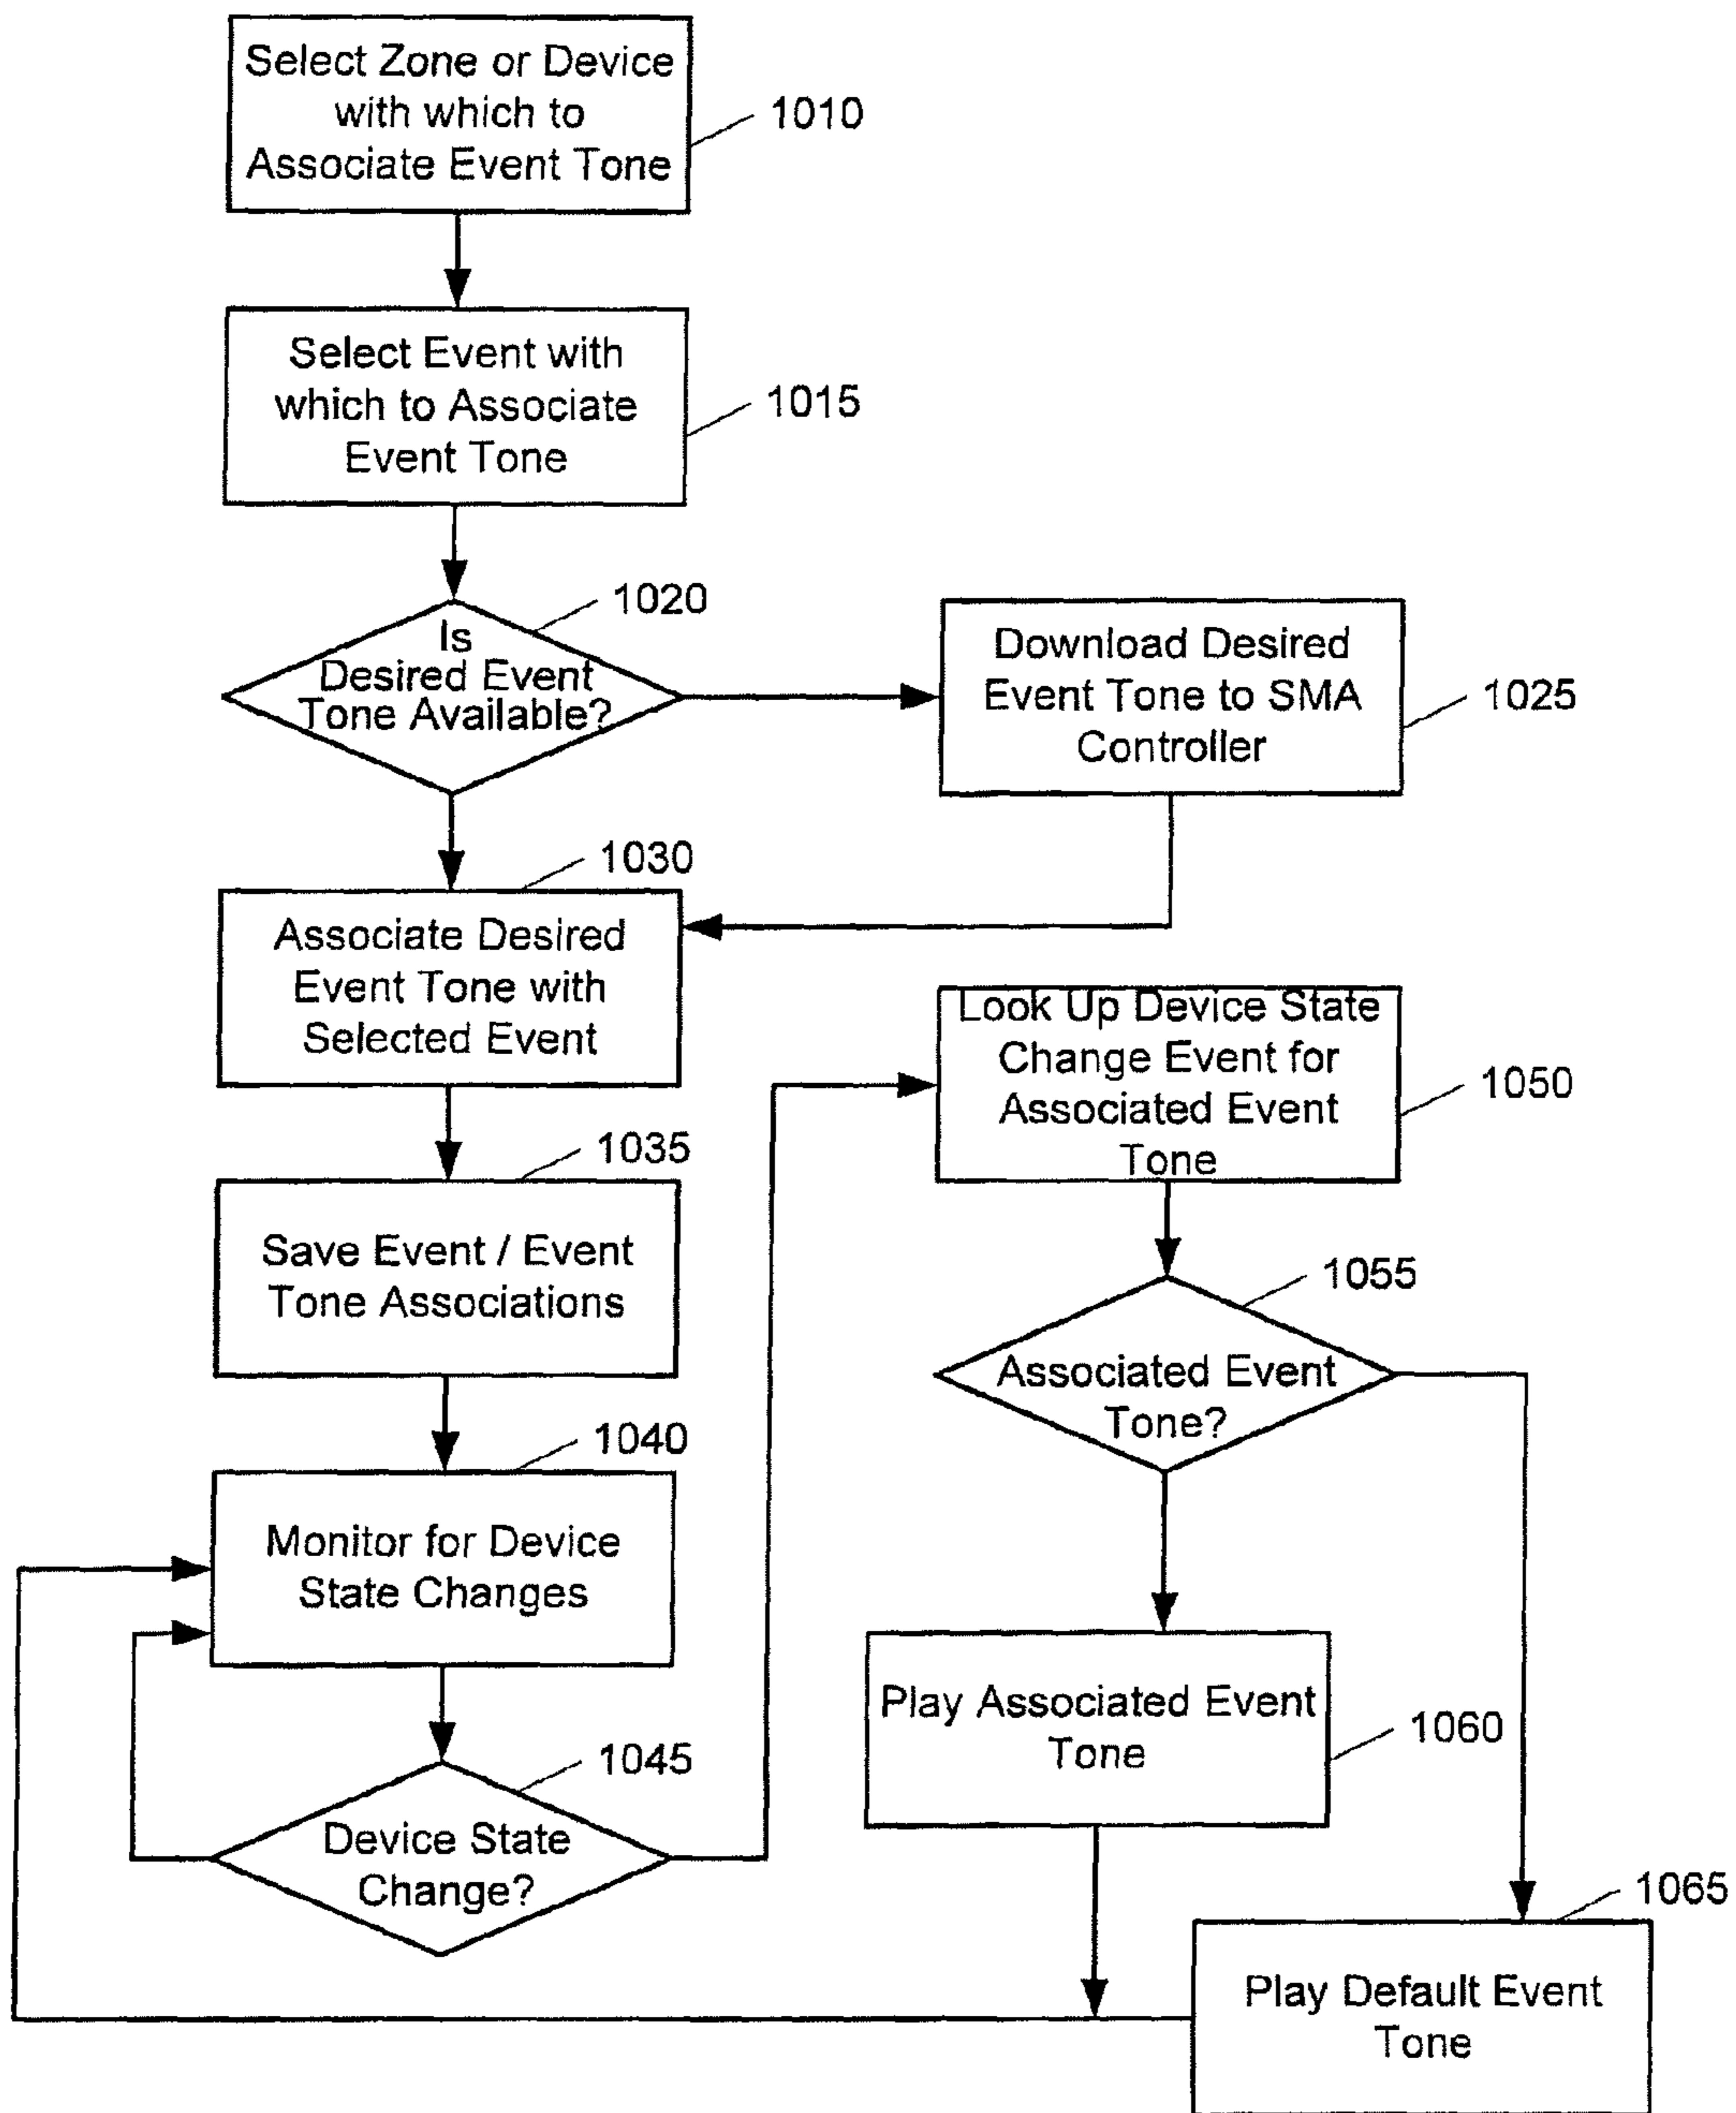 Select Zone or Device
with which to
Associate Event Tone
1010
Select Event with
which to Associate
Event Tone
1015
1020
Is
Desired Event
Tone Available?
Download Desired
Event Tone to SMA
Controller
1025
1030
Associate Desired
Event Tone with
Selected Event
1035
Save Event / Event
Tone Associations
1040
Monitor for Device
State Changes
1045
Device State
Change?
Look Up Device State
Change Event for
Associated Event
Tone
1050
1055
Associated Event
Tone?
Play Associated Event
Tone
1060
1065
Play Default Event
Tone